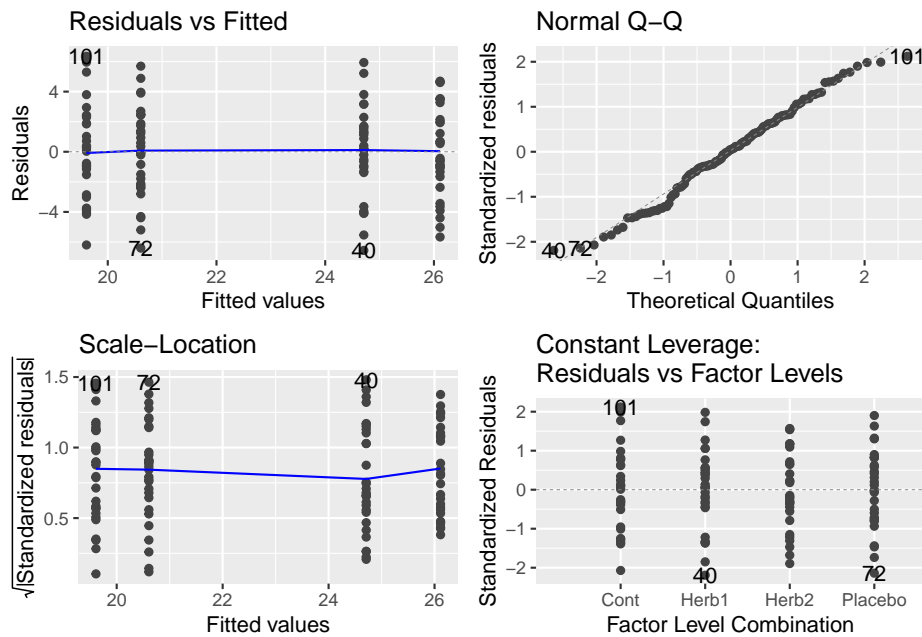 Residuals vs Fitted
Residuals
4
0
−4
101
72
40
20 22 24 26
Fitted values
Normal Q−Q
Standardized residuals
2
1
0
−1
−2
101
40 72
−2 −1 0 1 2
Theoretical Quantiles
Scale−Location
√|Standardized residuals|
1.5
1.0
0.5
101 72 40
20 22 24 26
Fitted values
Constant Leverage:
Residuals vs Factor Levels
Standardized Residuals
2
1
0
−1
−2
101
40 72
Cont Herb1 Herb2 Placebo
Factor Level Combination